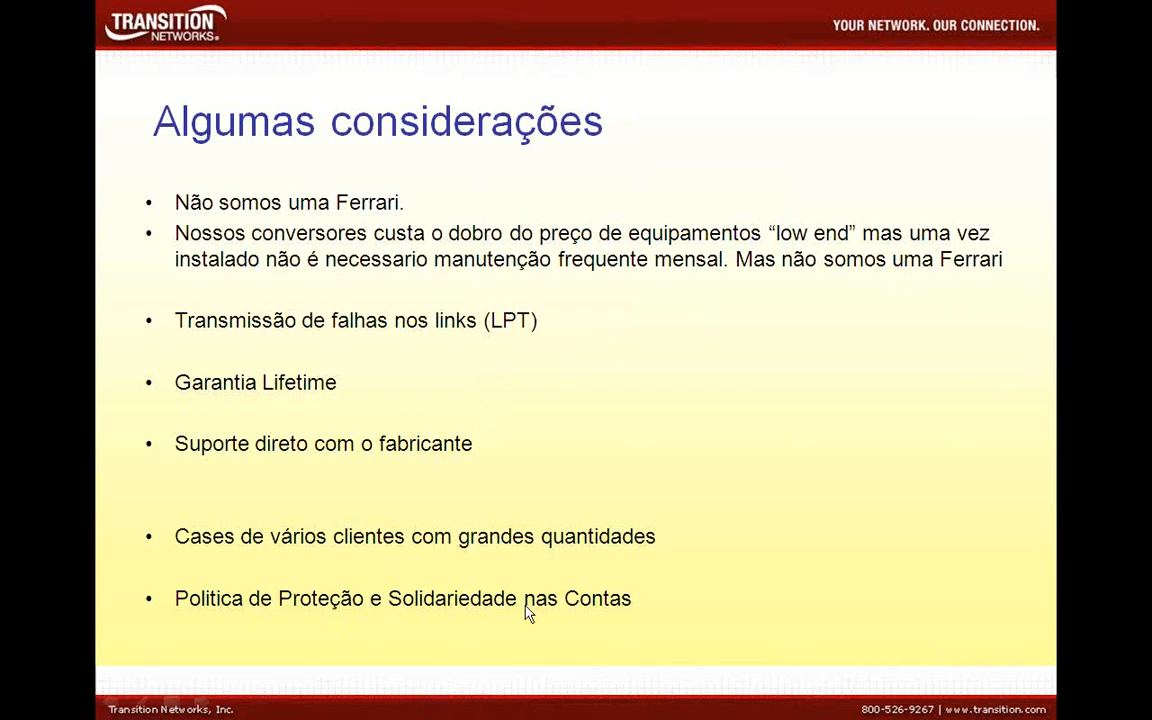 TRANSITION
NETWORKS.
YOUR NETWORK. OUR CONNECTION.
Algumas considerações
• Não somos uma Ferrari.
• Nossos conversores custa o dobro do preço de equipamentos “low end” mas uma vez
instalado não é necessario manutenção frequente mensal. Mas não somos uma Ferrari
• Transmissão de falhas nos links (LPT)
• Garantia Lifetime
• Suporte direto com o fabricante
• Cases de vários clientes com grandes quantidades
• Politica de Proteção e Solidariedade nas Contas
Transition Networks, Inc.
800-526-9267 | www.transition.com